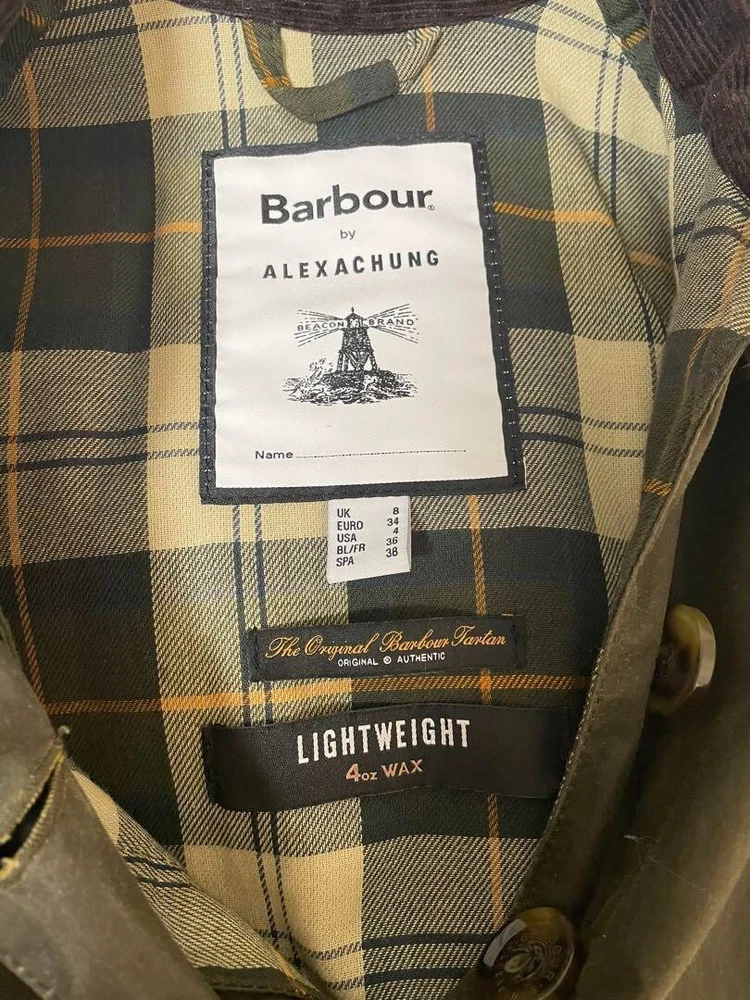 Barbour®
by
ALEXACHUNG
BEACON BRAND
Name
UK 8
EURO 34
USA 4
BL/FR 36
SPA 38
The Original Barbour Tartan
ORIGINAL © AUTHENTIC
LIGHTWEIGHT
4oz WAX